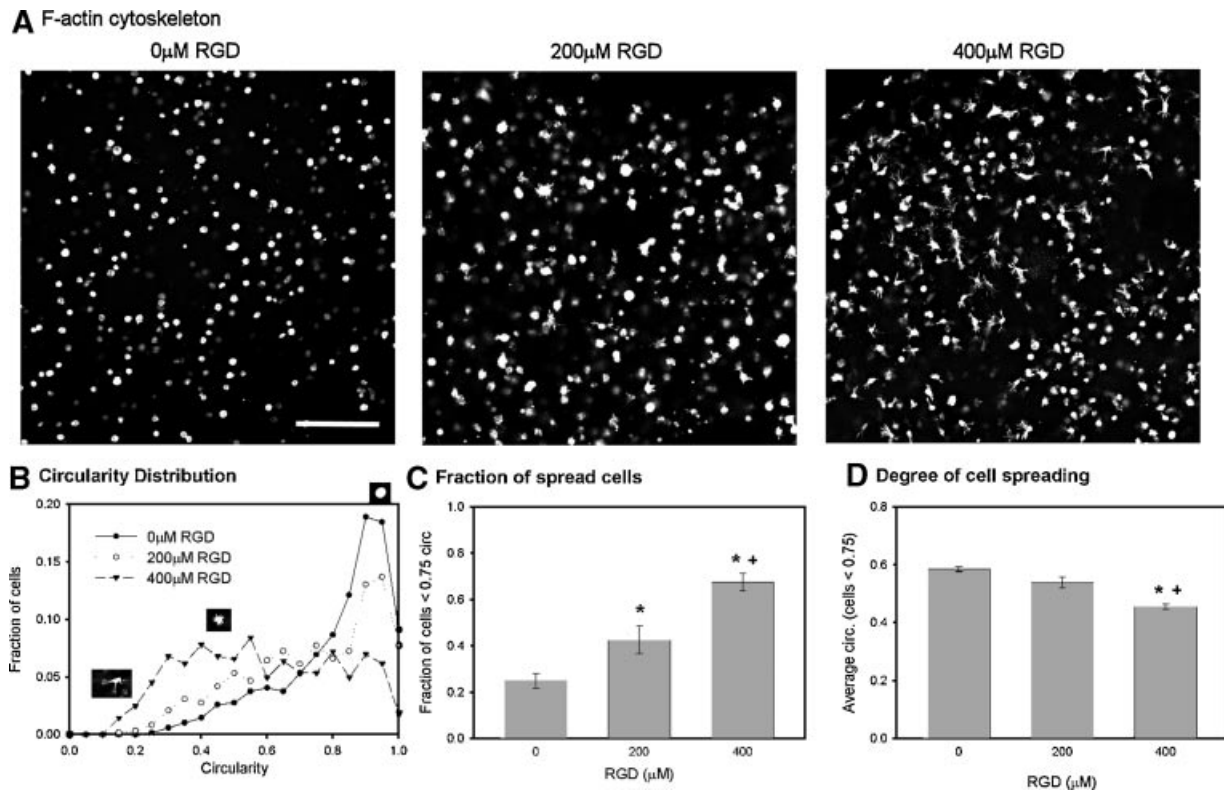 A F-actin cytoskeleton
0μM RGD
200μM RGD
400μM RGD
B Circularity Distribution
0.20
0.15
0.10
0.05
0.00
Fraction of cells
0μM RGD
200μM RGD
400μM RGD
0.0 0.2 0.4 0.6 0.8 1.0
Circularity
C Fraction of spread cells
1.0
0.8
0.6
0.4
0.2
0.0
Fraction of cells < 0.75 circ
*
* +
0 200 400
RGD (μM)
D Degree of cell spreading
0.8
0.6
0.4
0.2
0.0
Average circ. (cells < 0.75)
* +
0 200 400
RGD (μM)